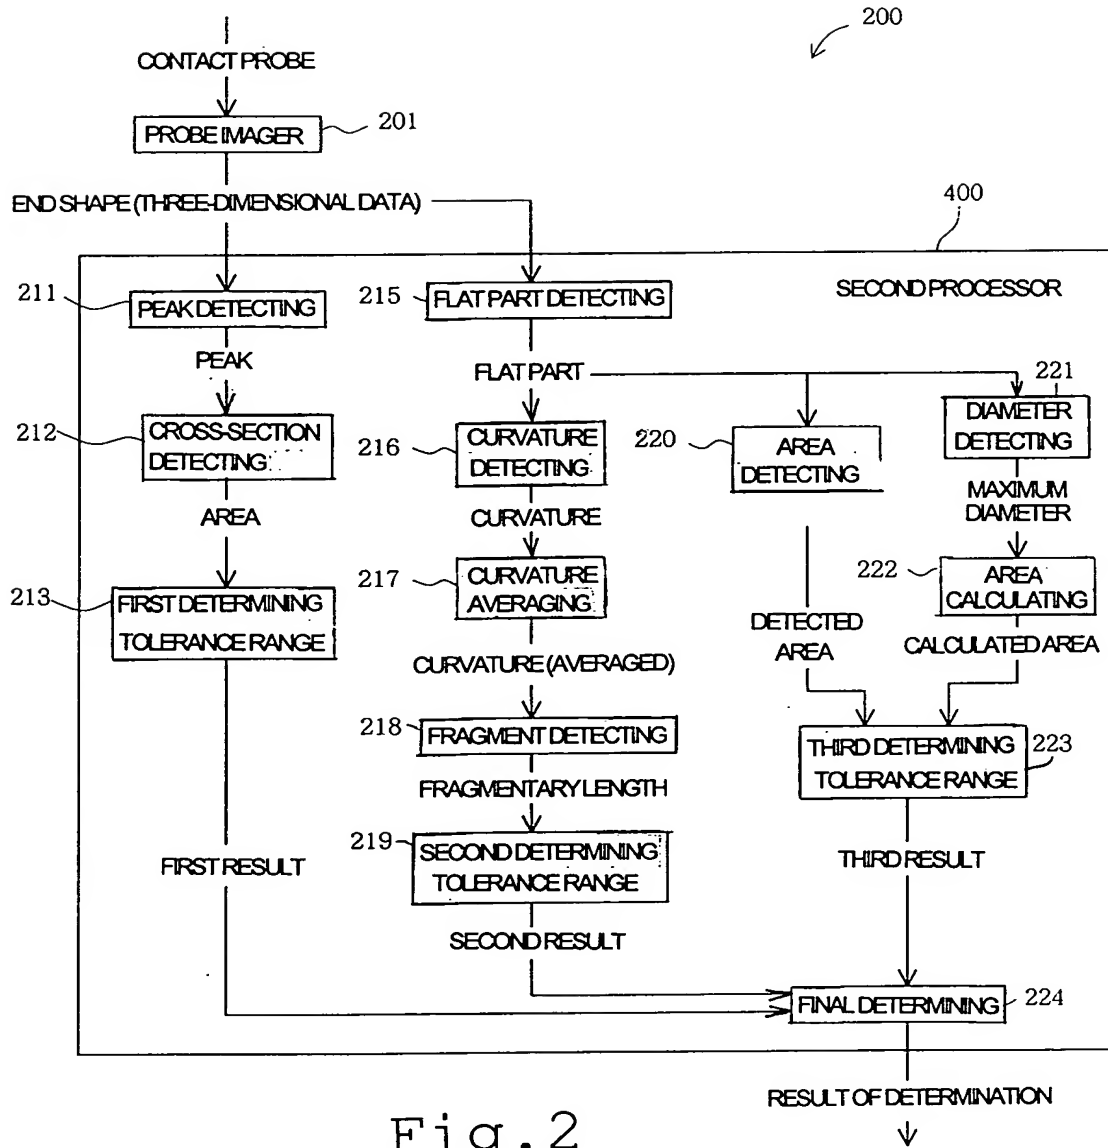 200
CONTACT PROBE
PROBE IMAGER
201
END SHAPE (THREE-DIMENSIONAL DATA)
400
SECOND PROCESSOR
211
PEAK DETECTING
PEAK
212
CROSS-SECTION
DETECTING
AREA
213
FIRST DETERMINING
TOLERANCE RANGE
FIRST RESULT
215
FLAT PART DETECTING
FLAT PART
216
CURVATURE
DETECTING
CURVATURE
217
CURVATURE
AVERAGING
CURVATURE (AVERAGED)
218
FRAGMENT DETECTING
FRAGMENTARY LENGTH
219
SECOND DETERMINING
TOLERANCE RANGE
SECOND RESULT
220
AREA
DETECTING
DETECTED
AREA
221
DIAMETER
DETECTING
MAXIMUM
DIAMETER
222
AREA
CALCULATING
CALCULATED AREA
THIRD DETERMINING
TOLERANCE RANGE
223
THIRD RESULT
FINAL DETERMINING
224
RESULT OF DETERMINATION
Fig.2